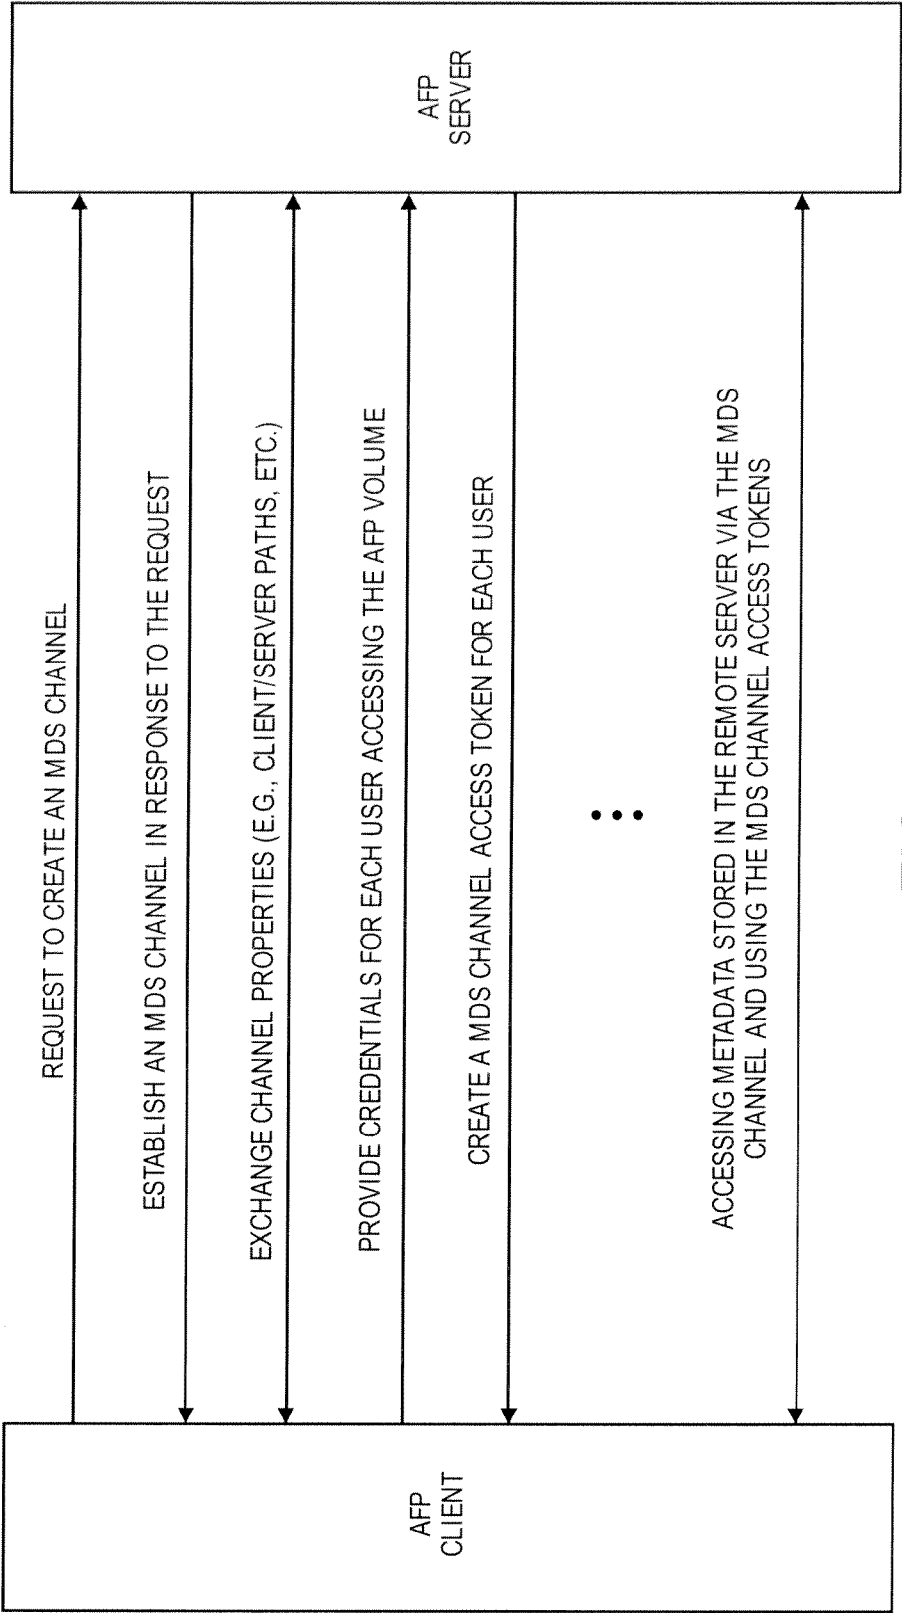 AFP
CLIENT
AFP
SERVER
REQUEST TO CREATE AN MDS CHANNEL
ESTABLISH AN MDS CHANNEL IN RESPONSE TO THE REQUEST
EXCHANGE CHANNEL PROPERTIES (E.G., CLIENT/SERVER PATHS, ETC.)
PROVIDE CREDENTIALS FOR EACH USER ACCESSING THE AFP VOLUME
CREATE A MDS CHANNEL ACCESS TOKEN FOR EACH USER
ACCESSING METADATA STORED IN THE REMOTE SERVER VIA THE MDS
CHANNEL AND USING THE MDS CHANNEL ACCESS TOKENS